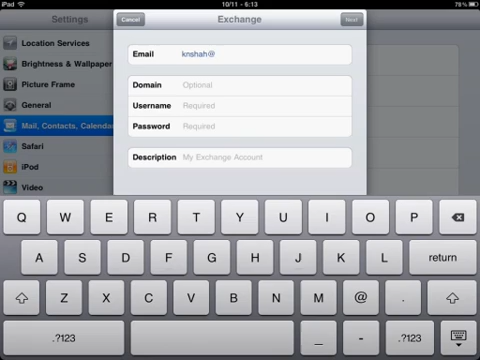 iPad 10/11 - 6:13 78%
Settings
Cancel Exchange Next
Location Services
Brightness & Wallpaper
Picture Frame
General
Mail, Contacts, Calendar
Safari
iPod
Video
Email knshah@
Domain Optional
Username Required
Password Required
Description My Exchange Account
Q W E R T Y U I O P
A S D F G H J K L return
Z X C V B N M @ .
.?123 _ - .?123